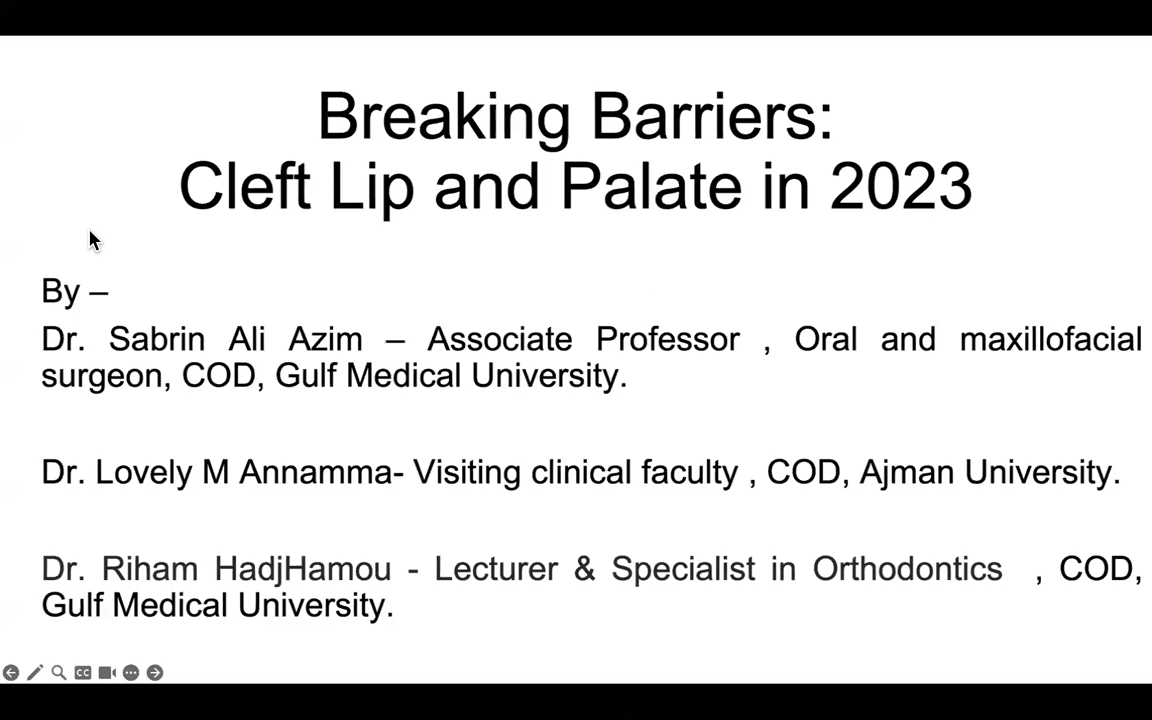 Breaking Barriers:
Cleft Lip and Palate in 2023
By –
Dr. Sabrin Ali Azim – Associate Professor , Oral and maxillofacial
surgeon, COD, Gulf Medical University.
Dr. Lovely M Annamma- Visiting clinical faculty , COD, Ajman University.
Dr. Riham HadjHamou - Lecturer & Specialist in Orthodontics , COD,
Gulf Medical University.
CC